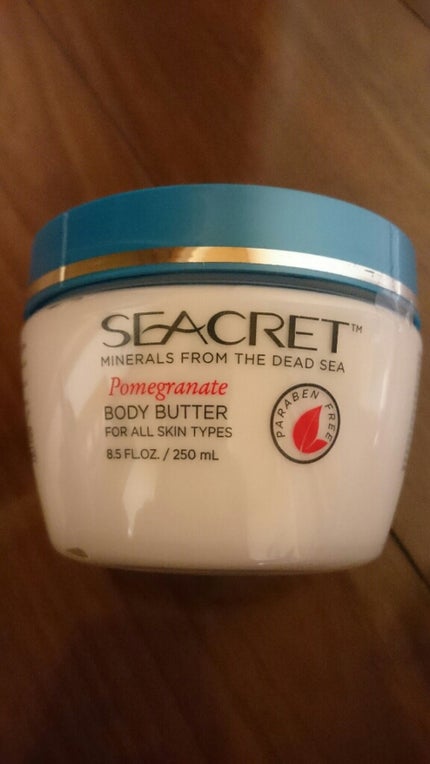 SEACRET™
MINERALS FROM THE DEAD SEA
Pomegranate
BODY BUTTER
FOR ALL SKIN TYPES
8.5 FL.OZ. / 250 mL
PARABEN FREE